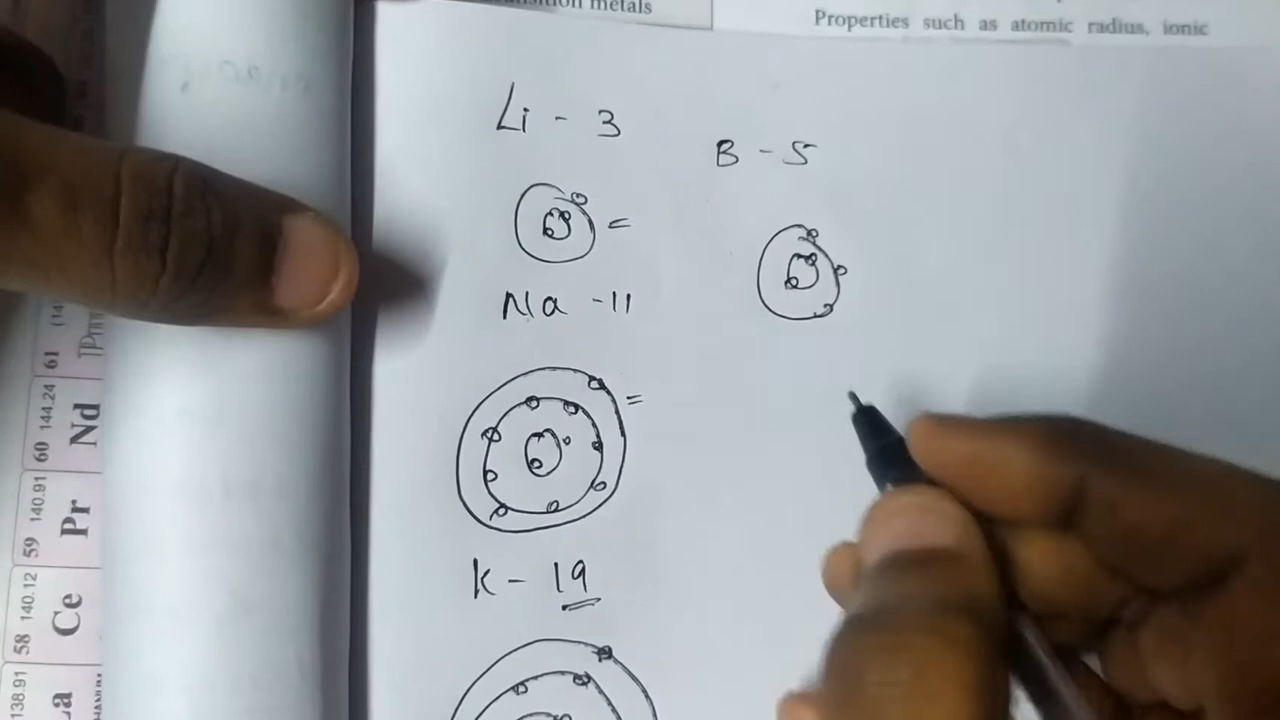 metals
Properties such as atomic radius, ionic
Li - 3
B - 5
=
Na - 11
=
K - 19
61
60 144.24 Nd
59 140.91 Pr
58 140.12 Ce
138.91